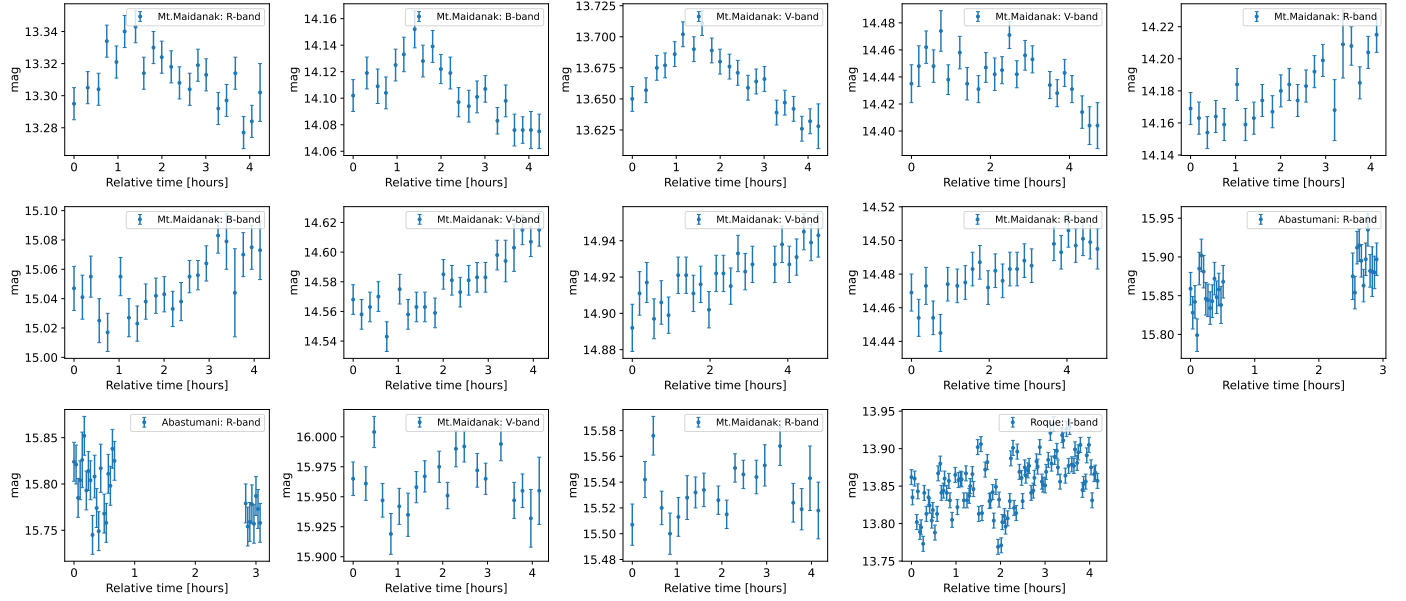 Mt.Maidanak: R-band
mag
13.34
13.32
13.30
13.28
0 1 2 3 4
Relative time [hours]
Mt.Maidanak: B-band
mag
14.16
14.14
14.12
14.10
14.08
14.06
0 1 2 3 4
Relative time [hours]
Mt.Maidanak: V-band
mag
13.725
13.700
13.675
13.650
13.625
0 1 2 3 4
Relative time [hours]
Mt.Maidanak: V-band
mag
14.48
14.46
14.44
14.42
14.40
0 2 4
Relative time [hours]
Mt.Maidanak: R-band
mag
14.22
14.20
14.18
14.16
14.14
0 1 2 3 4
Relative time [hours]
Mt.Maidanak: B-band
mag
15.10
15.08
15.06
15.04
15.02
15.00
0 1 2 3 4
Relative time [hours]
Mt.Maidanak: V-band
mag
14.62
14.60
14.58
14.56
14.54
0 1 2 3 4
Relative time [hours]
Mt.Maidanak: V-band
mag
14.94
14.92
14.90
14.88
0 1 2 3 4
Relative time [hours]
Mt.Maidanak: R-band
mag
14.52
14.50
14.48
14.46
14.44
0 1 2 3 4
Relative time [hours]
Abastumani: R-band
mag
15.95
15.90
15.85
15.80
0 1 2 3
Relative time [hours]
Abastumani: R-band
mag
15.85
15.80
15.75
0 1 2 3
Relative time [hours]
Mt.Maidanak: V-band
mag
16.000
15.975
15.950
15.925
15.900
0 1 2 3 4
Relative time [hours]
Mt.Maidanak: R-band
mag
15.58
15.56
15.54
15.52
15.50
15.48
0 1 2 3 4
Relative time [hours]
Roque: I-band
mag
13.95
13.90
13.85
13.80
13.75
0 1 2 3 4
Relative time [hours]